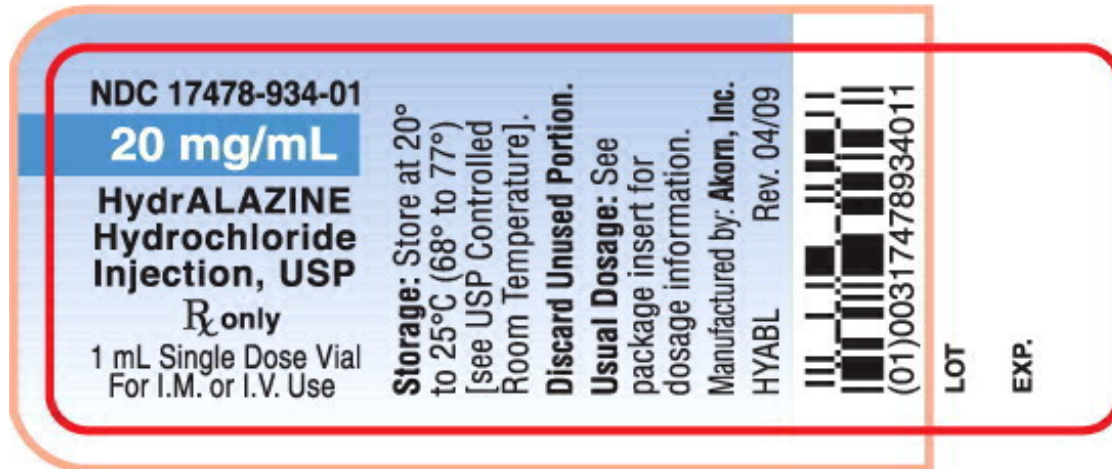 NDC 17478-934-01
20 mg/mL
HydrALAZINE
Hydrochloride
Injection, USP
℞ only
1 mL Single Dose Vial
For I.M. or I.V. Use
Storage: Store at 20°
to 25°C (68° to 77°)
[see USP Controlled
Room Temperature].
Discard Unused Portion.
Usual Dosage: See
package insert for
dosage information.
Manufactured by: Akorn, Inc.
HYABL Rev. 04/09
(01)00317478934011
LOT
EXP.